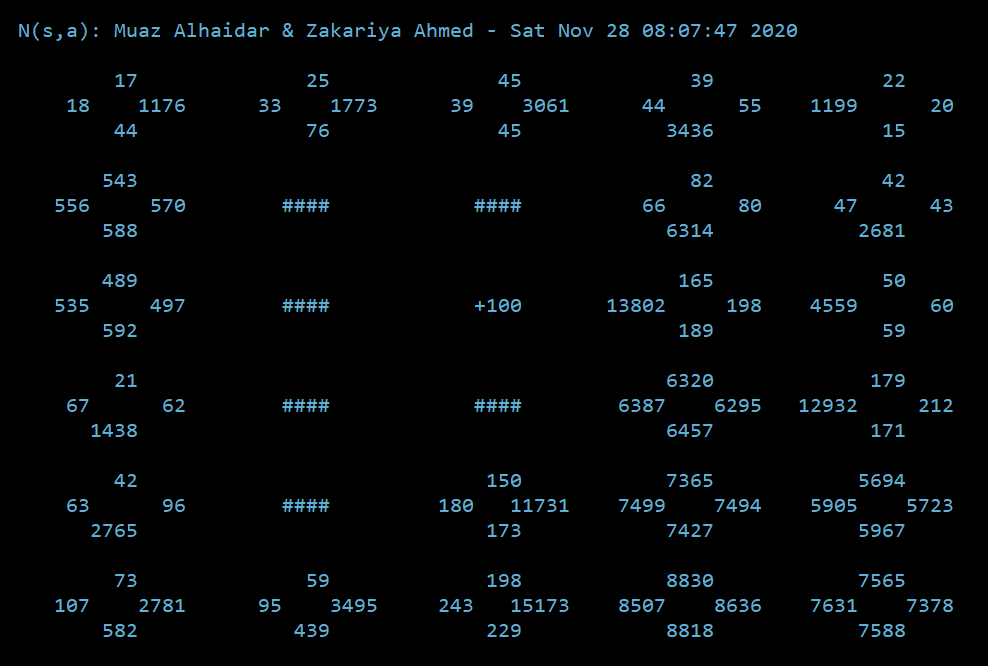 N(s,a): Muaz Alhaidar & Zakariya Ahmed - Sat Nov 28 08:07:47 2020
17 25 45 39 22
18 1176 33 1773 39 3061 44 55 1199 20
44 76 45 3436 15
543 82 42
556 570 #### #### 66 80 47 43
588 6314 2681
489 165 50
535 497 #### +100 13802 198 4559 60
592 189 59
21 6320 179
67 62 #### #### 6387 6295 12932 212
1438 6457 171
42 150 7365 5694
63 96 #### 180 11731 7499 7494 5905 5723
2765 173 7427 5967
73 59 198 8830 7565
107 2781 95 3495 243 15173 8507 8636 7631 7378
582 439 229 8818 7588